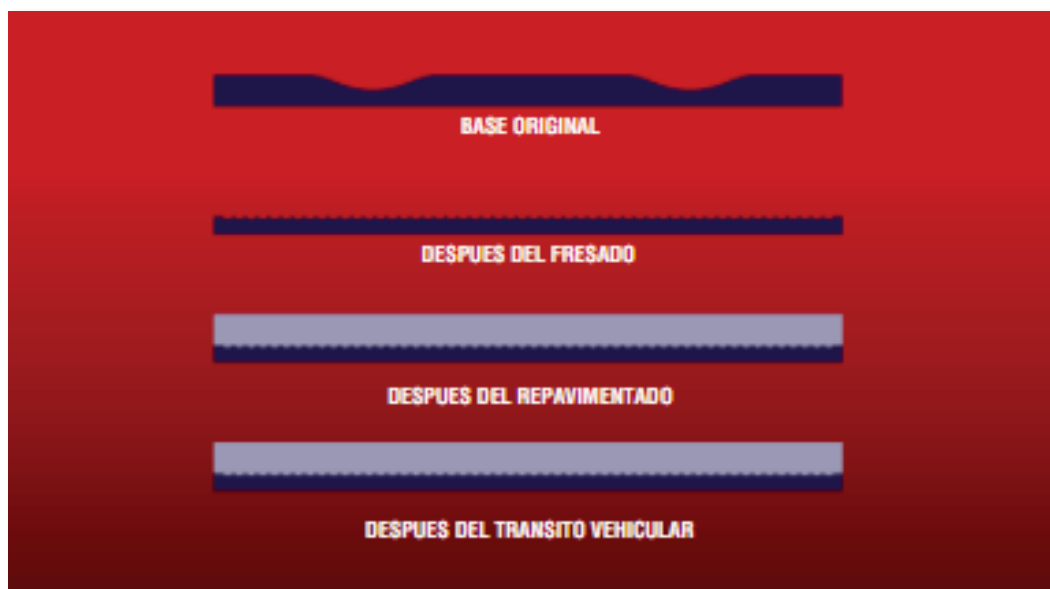 BASE ORIGINAL
DESPUES DEL FRESADO
DESPUES DEL REPAVIMENTADO
DESPUES DEL TRANSITO VEHICULAR